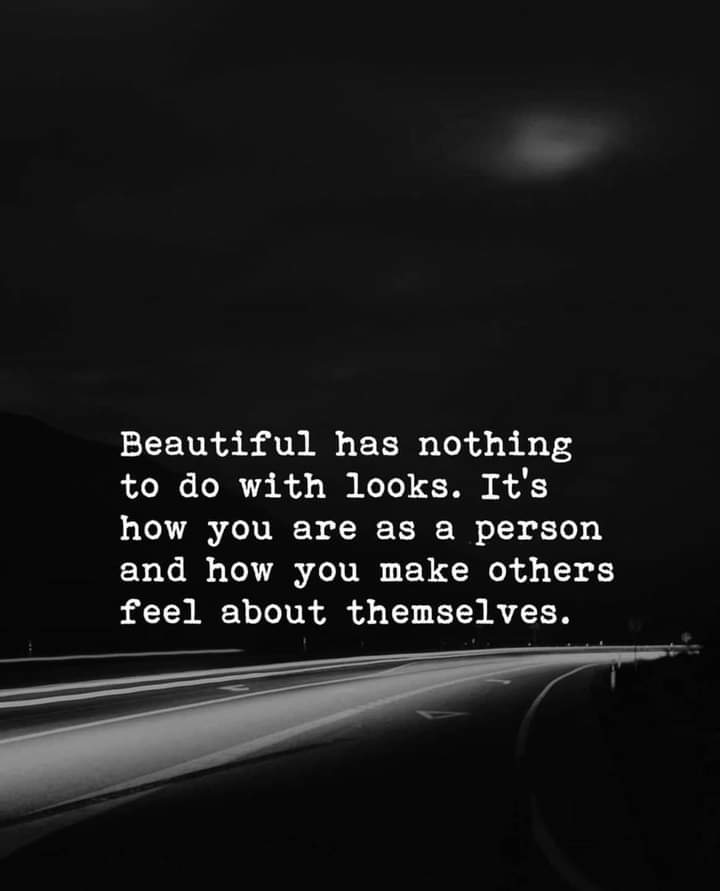 Beautiful has nothing
to do with looks. It's
how you are as a person
and how you make others
feel about themselves.